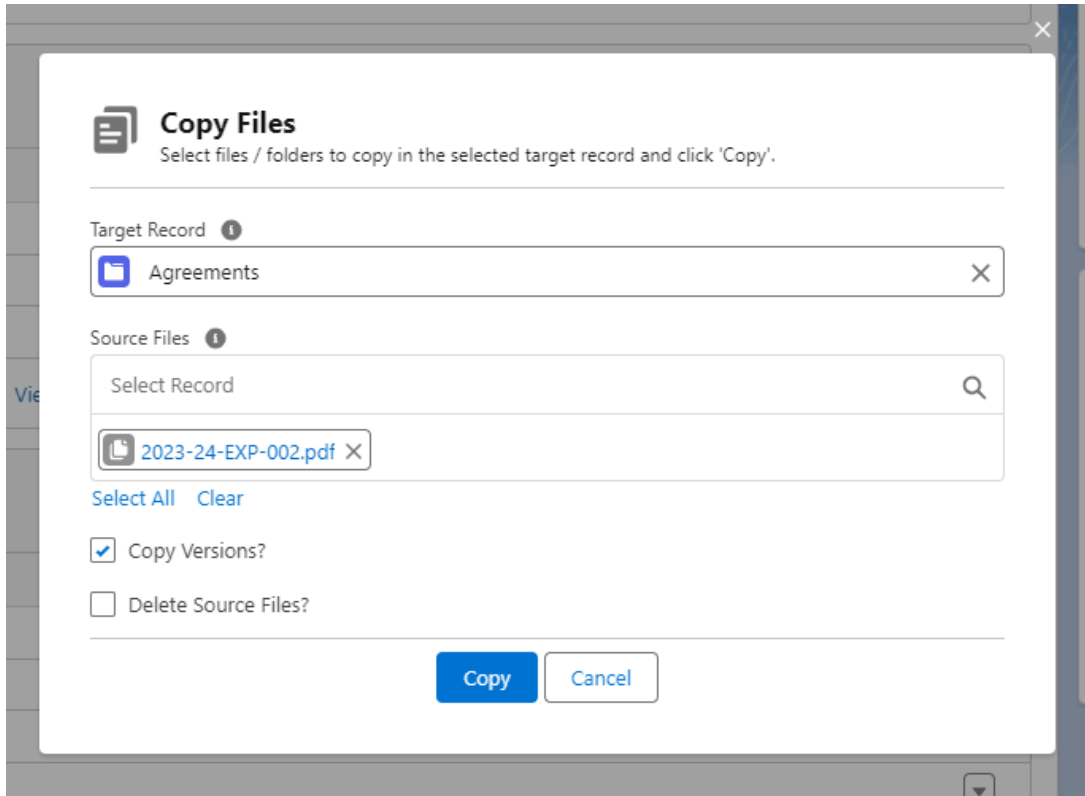 Copy Files
Select files / folders to copy in the selected target record and click 'Copy'.
Target Record
Agreements
Source Files
Select Record
Vie
2023-24-EXP-002.pdf
Select All Clear
Copy Versions?
Delete Source Files?
Copy Cancel